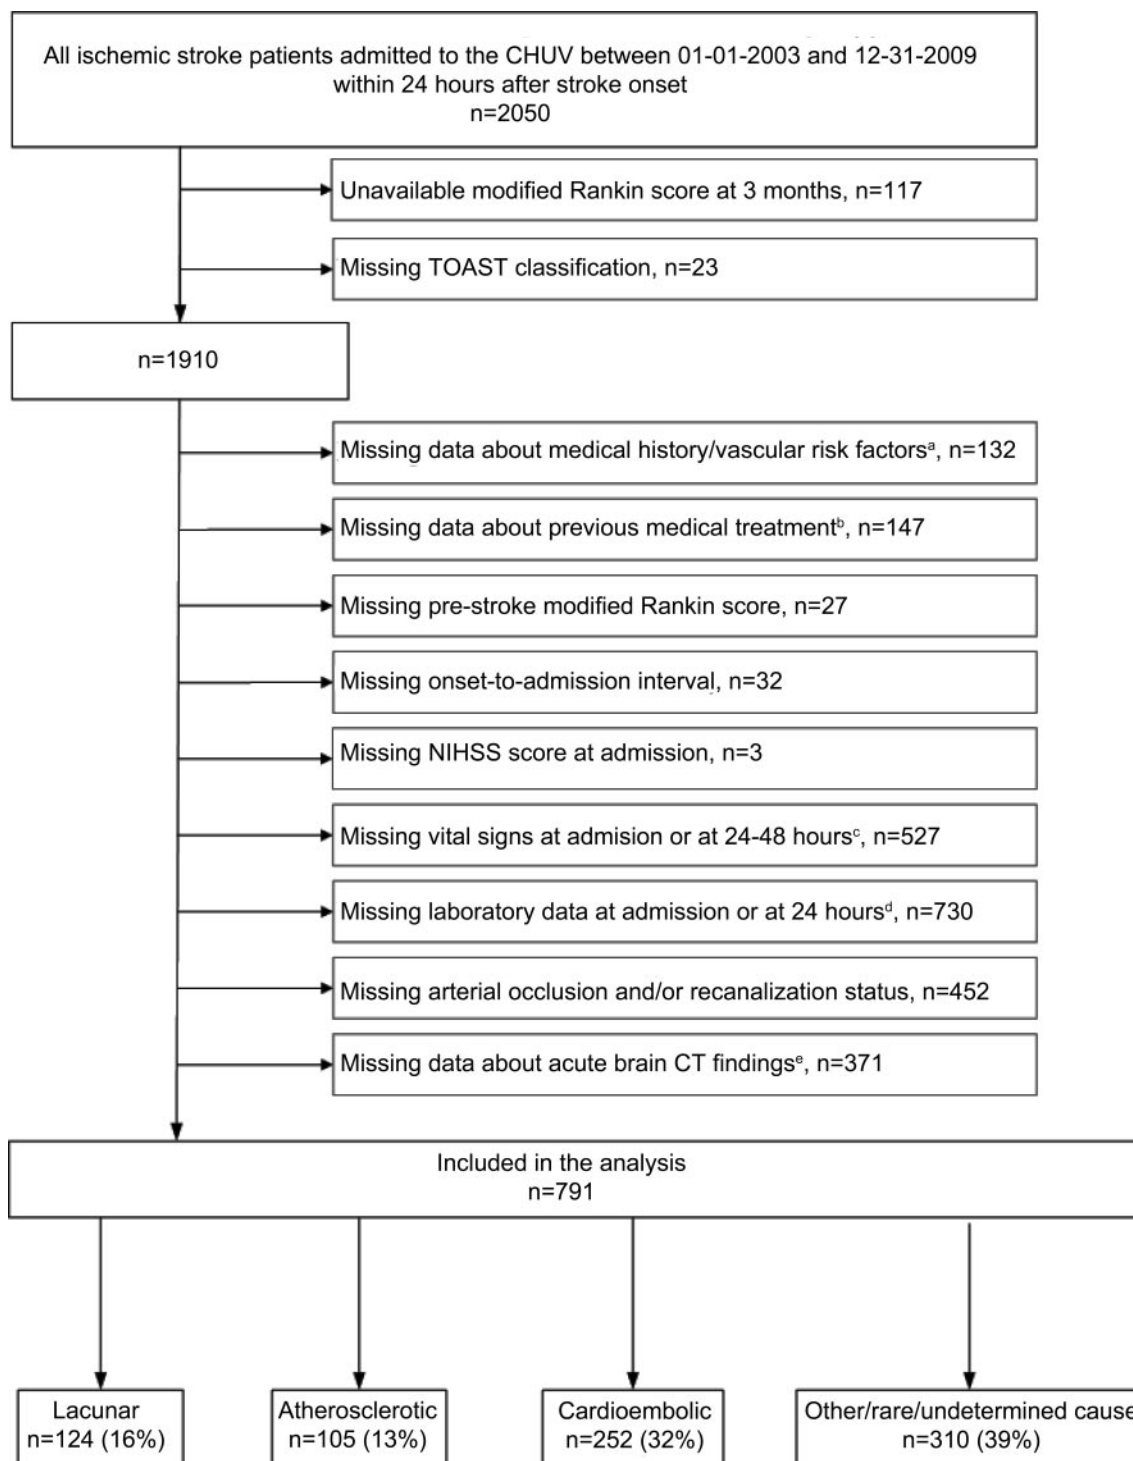 All ischemic stroke patients admitted to the CHUV between 01-01-2003 and 12-31-2009
within 24 hours after stroke onset
n=2050
Unavailable modified Rankin score at 3 months, n=117
Missing TOAST classification, n=23
n=1910
Missing data about medical history/vascular risk factorsᵃ, n=132
Missing data about previous medical treatmentᵇ, n=147
Missing pre-stroke modified Rankin score, n=27
Missing onset-to-admission interval, n=32
Missing NIHSS score at admission, n=3
Missing vital signs at admision or at 24-48 hoursᶜ, n=527
Missing laboratory data at admission or at 24 hoursᵈ, n=730
Missing arterial occlusion and/or recanalization status, n=452
Missing data about acute brain CT findingsᵉ, n=371
Included in the analysis
n=791
Lacunar
n=124 (16%)
Atherosclerotic
n=105 (13%)
Cardioembolic
n=252 (32%)
Other/rare/undetermined cause
n=310 (39%)